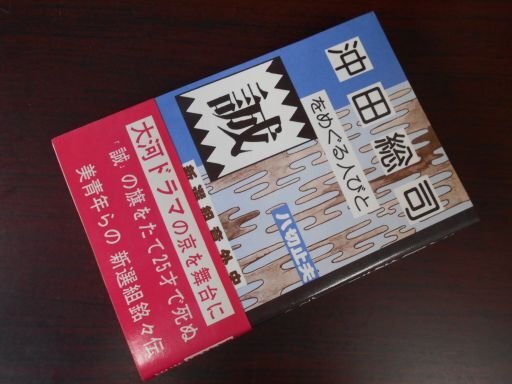 沖田総司
をめぐる人びと
誠
新選組意外史
八切止夫
大河ドラマの京を舞台に
「誠」の旗をたて25才で死ぬ
美青年らの新選組銘々伝